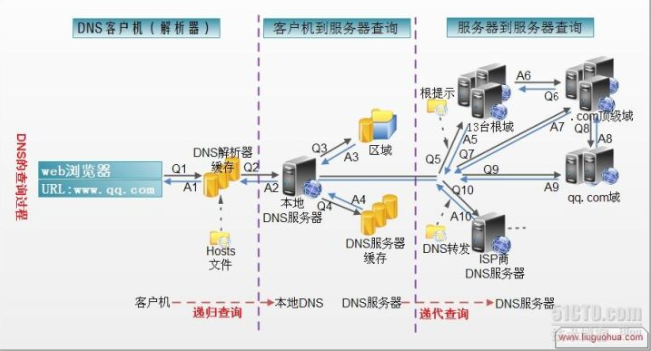 DNS客户机（解析器）
客户机到服务器查询
服务器到服务器查询
DNS的查询过程
web浏览器
URL:www.qq.com
Q1
A1
DNS解析器
缓存
Hosts
文件
Q2
A2
本地
DNS服务器
Q3
A3
区域
A4
Q4
DNS服务器
缓存
根提示
13台根域
A6
Q6
.com顶级域
Q5
A5
Q7
A7
Q8
A8
Q9
A9
qq.com域
Q10
A10
DNS转发
ISP商
DNS服务器
客户机
递归查询
本地DNS
DNS服务器
递代查询
DNS服务器
51CTO.com
技术博客 Blog
www.liuguohua.com